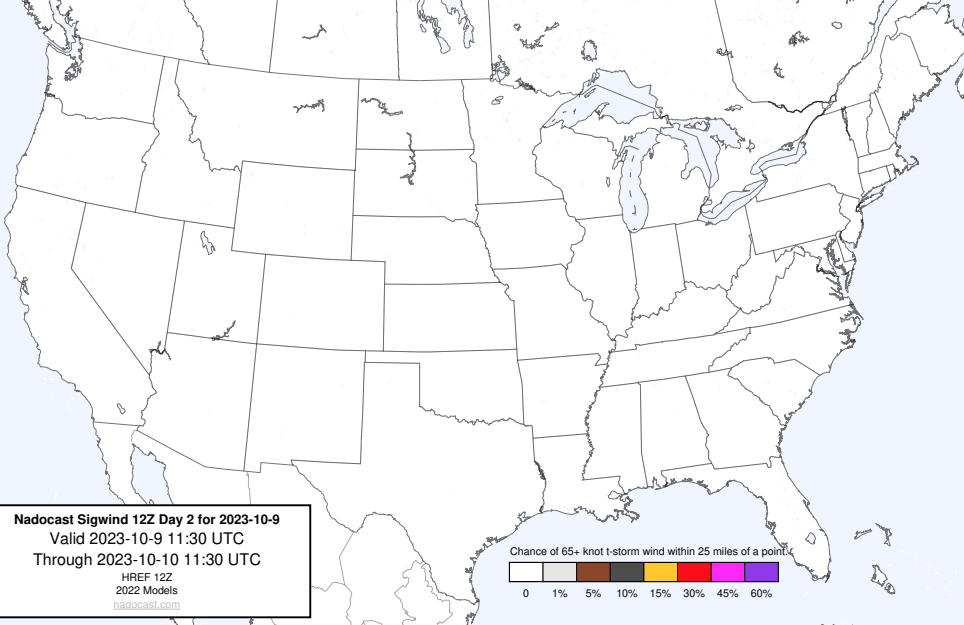 Nadocast Sigwind 12Z Day 2 for 2023-10-9
Valid 2023-10-9 11:30 UTC
Through 2023-10-10 11:30 UTC
HREF 12Z
2022 Models
nadocast.com
Chance of 65+ knot t-storm wind within 25 miles of a point.
0 1% 5% 10% 15% 30% 45% 60%